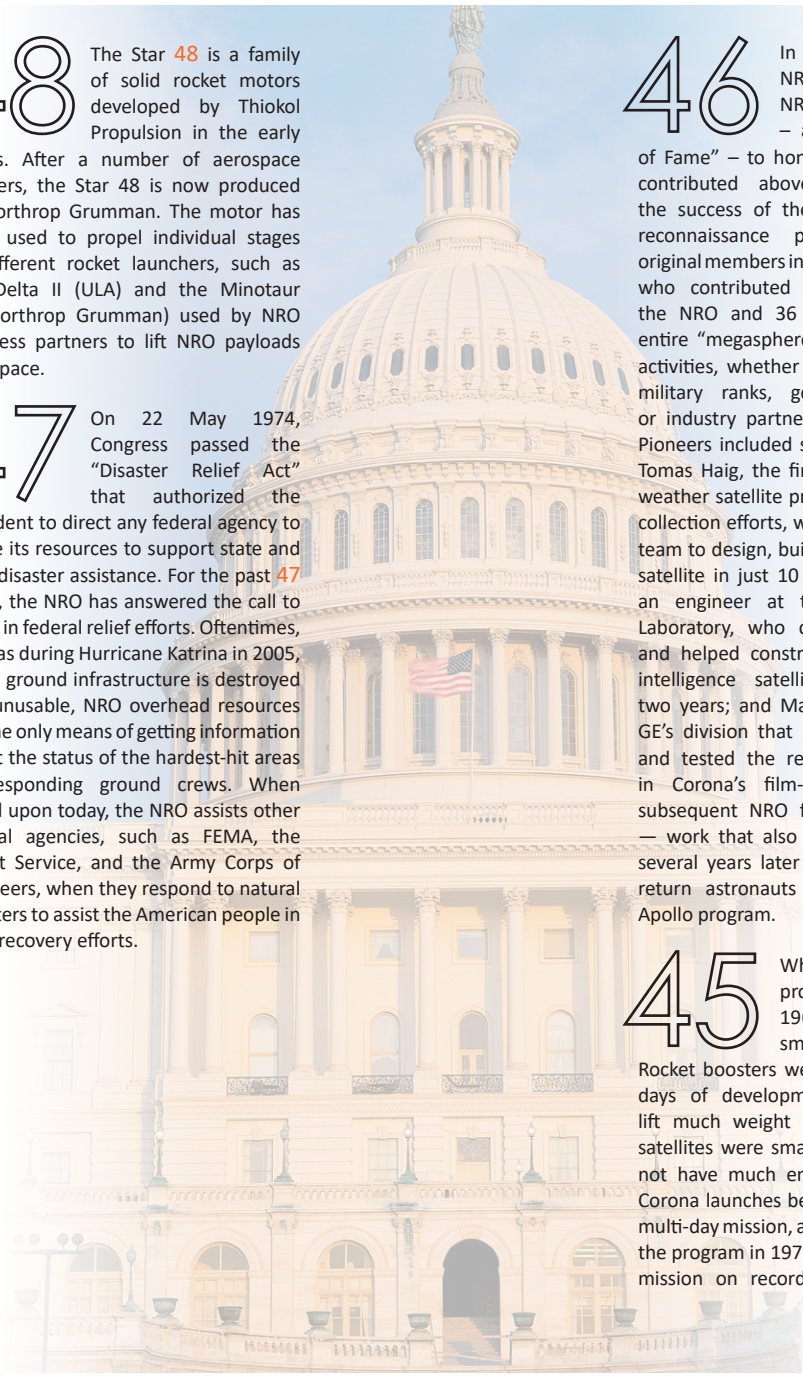 8
The Star 48 is a family
of solid rocket motors
developed by Thiokol
Propulsion in the early
s. After a number of aerospace
ers, the Star 48 is now produced
orthrop Grumman. The motor has
used to propel individual stages
fferent rocket launchers, such as
Delta II (ULA) and the Minotaur
orthrop Grumman) used by NRO
ess partners to lift NRO payloads
pace.
7
On 22 May 1974,
Congress passed the
“Disaster Relief Act”
that authorized the
dent to direct any federal agency to
e its resources to support state and
disaster assistance. For the past 47
, the NRO has answered the call to
in federal relief efforts. Oftentimes,
as during Hurricane Katrina in 2005,
ground infrastructure is destroyed
unusable, NRO overhead resources
he only means of getting information
t the status of the hardest-hit areas
esponding ground crews. When
d upon today, the NRO assists other
al agencies, such as FEMA, the
t Service, and the Army Corps of
eers, when they respond to natural
ters to assist the American people in
recovery efforts.
46
In
NR
NR
– a
of Fame” – to hon
contributed above
the success of the
reconnaissance p
original members in
who contributed
the NRO and 36
entire “megasphere
activities, whether
military ranks, go
or industry partne
Pioneers included s
Tomas Haig, the fir
weather satellite pr
collection efforts, w
team to design, bui
satellite in just 10
an engineer at t
Laboratory, who c
and helped constr
intelligence satelli
two years; and Ma
GE’s division that
and tested the re
in Corona’s film-
subsequent NRO f
— work that also
several years later
return astronauts
Apollo program.
45
Wh
pro
196
sm
Rocket boosters we
days of developm
lift much weight
satellites were sma
not have much en
Corona launches be
multi-day mission, a
the program in 197
mission on record